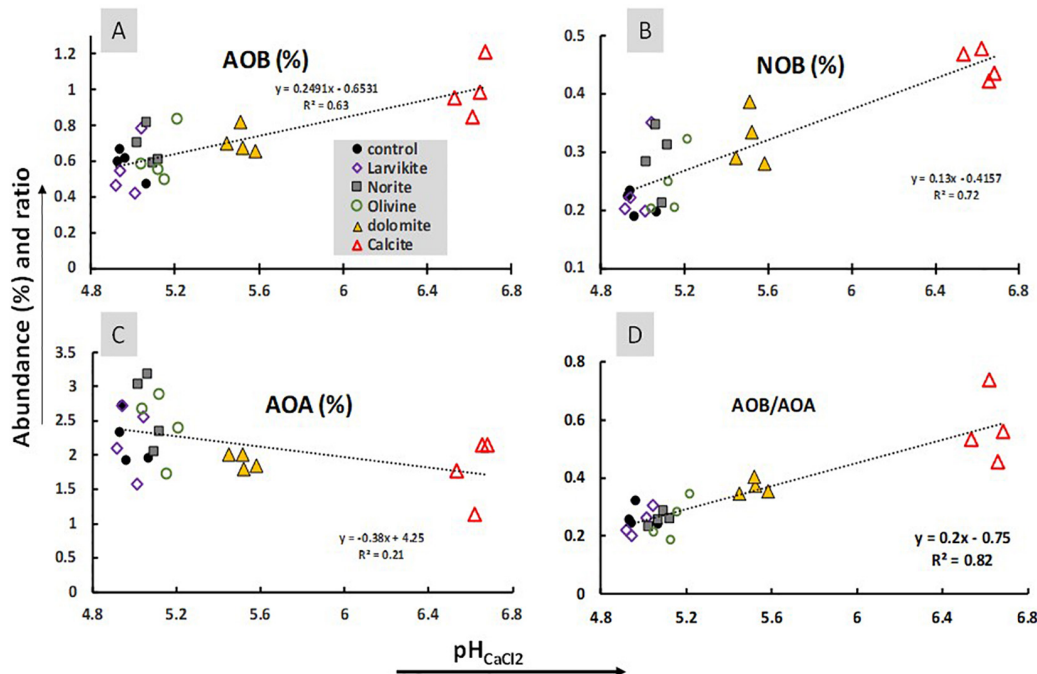 A
AOB (%)
y = 0.2491x - 0.6531
R² = 0.63
1.2
1
0.8
0.6
0.4
0.2
0
4.8 5.2 5.6 6 6.4 6.8
control
Larvikite
Norite
Olivine
dolomite
Calcite
B
NOB (%)
y = 0.13x - 0.4157
R² = 0.72
0.5
0.4
0.3
0.2
0.1
4.8 5.2 5.6 6 6.4 6.8
Abundance (%) and ratio
C
AOA (%)
y = -0.38x + 4.25
R² = 0.21
3.5
3
2.5
2
1.5
1
0.5
0
4.8 5.2 5.6 6 6.4 6.8
D
AOB/AOA
y = 0.2x - 0.75
R² = 0.82
0.8
0.6
0.4
0.2
0
4.8 5.2 5.6 6 6.4 6.8
pHCaCl2